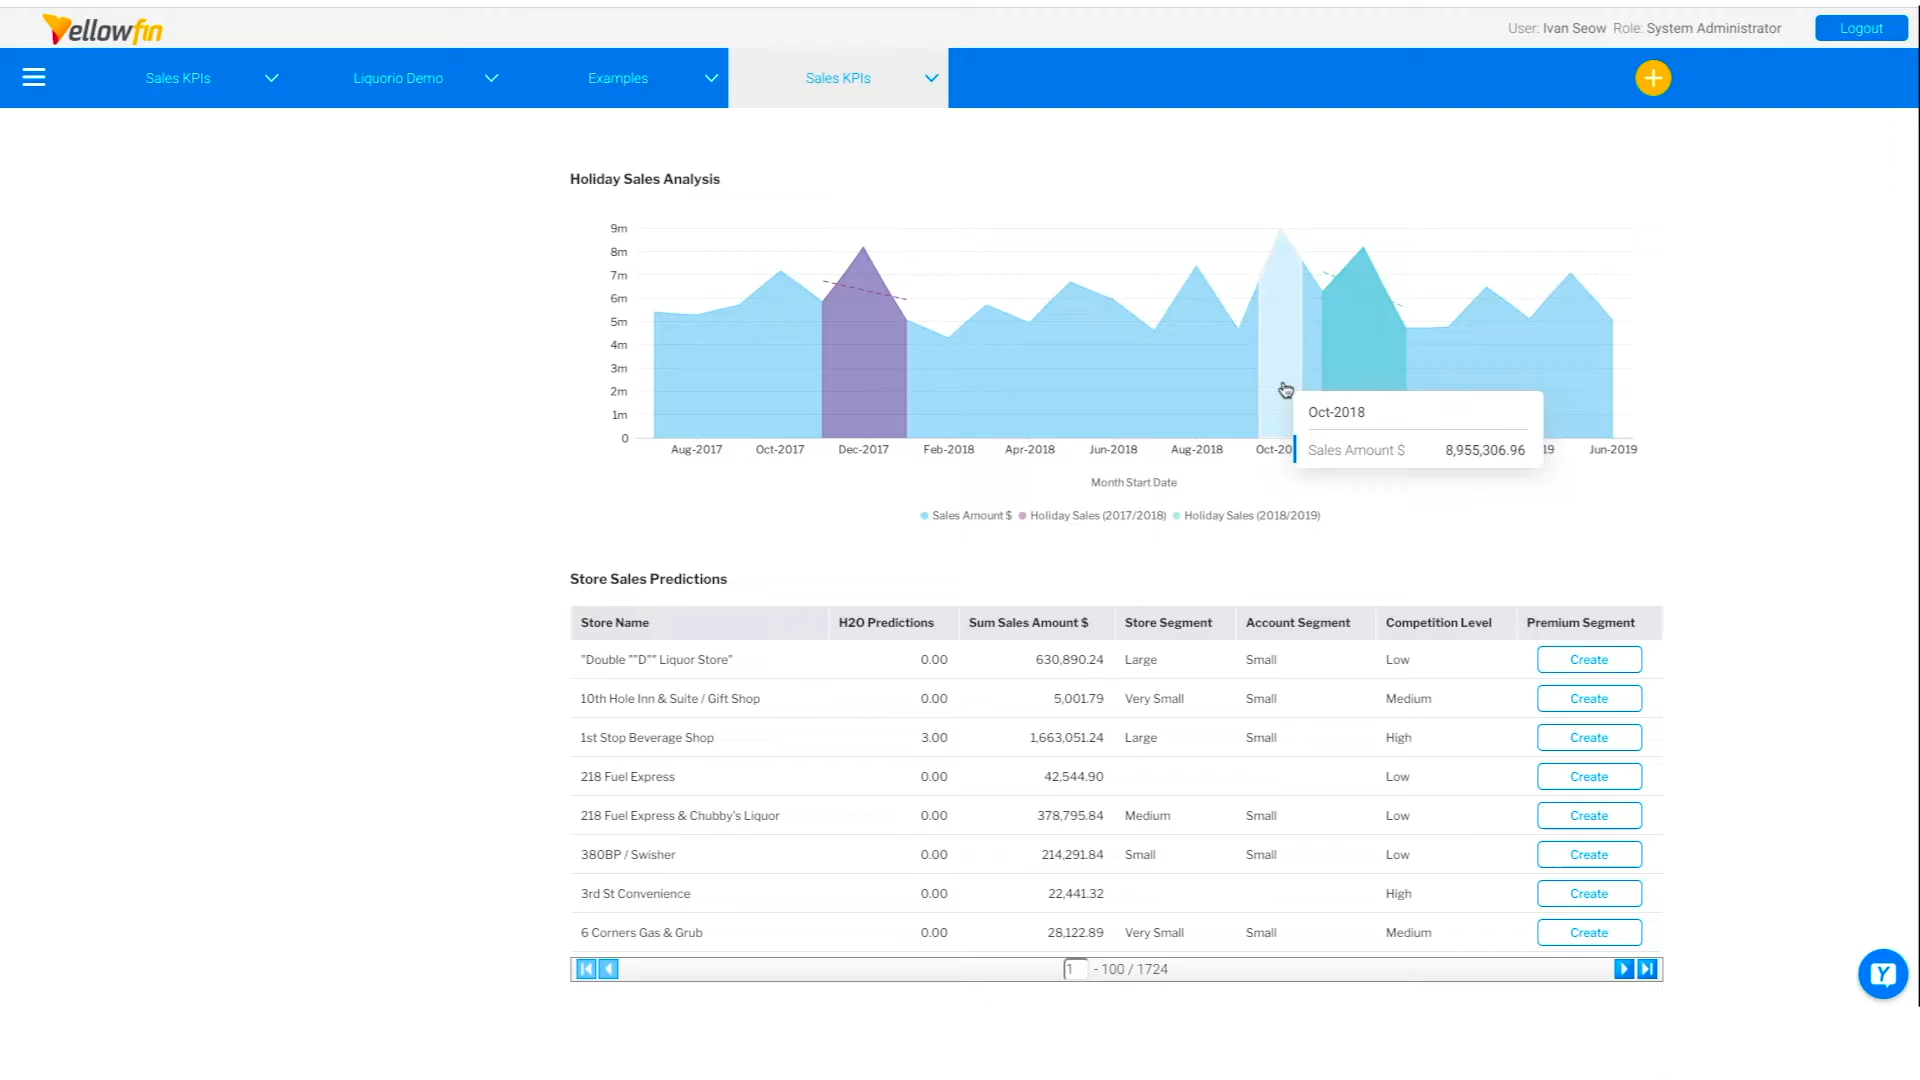 Yellowfin
User: Ivan Seow Role: System Administrator
Logout
Sales KPIs
Liquorio Demo
Examples
Sales KPIs
Holiday Sales Analysis
9m
8m
7m
6m
5m
4m
3m
2m
1m
0
Oct-2018
Sales Amount $ 8,955,306.96
Aug-2017 Oct-2017 Dec-2017 Feb-2018 Apr-2018 Jun-2018 Aug-2018 Oct-20 19 Jun-2019
Month Start Date
Sales Amount $ Holiday Sales (2017/2018) Holiday Sales (2018/2019)
Store Sales Predictions
Store Name H2O Predictions Sum Sales Amount $ Store Segment Account Segment Competition Level Premium Segment
"Double ""D"" Liquor Store" 0.00 630,890.24 Large Small Low Create
10th Hole Inn & Suite / Gift Shop 0.00 5,001.79 Very Small Small Medium Create
1st Stop Beverage Shop 3.00 1,663,051.24 Large Small High Create
218 Fuel Express 0.00 42,544.90 Low Create
218 Fuel Express & Chubby's Liquor 0.00 378,795.84 Medium Small Low Create
380BP / Swisher 0.00 214,291.84 Small Small Low Create
3rd St Convenience 0.00 22,441.32 High Create
6 Corners Gas & Grub 0.00 28,122.89 Very Small Small Medium Create
1 - 100 / 1724
Y